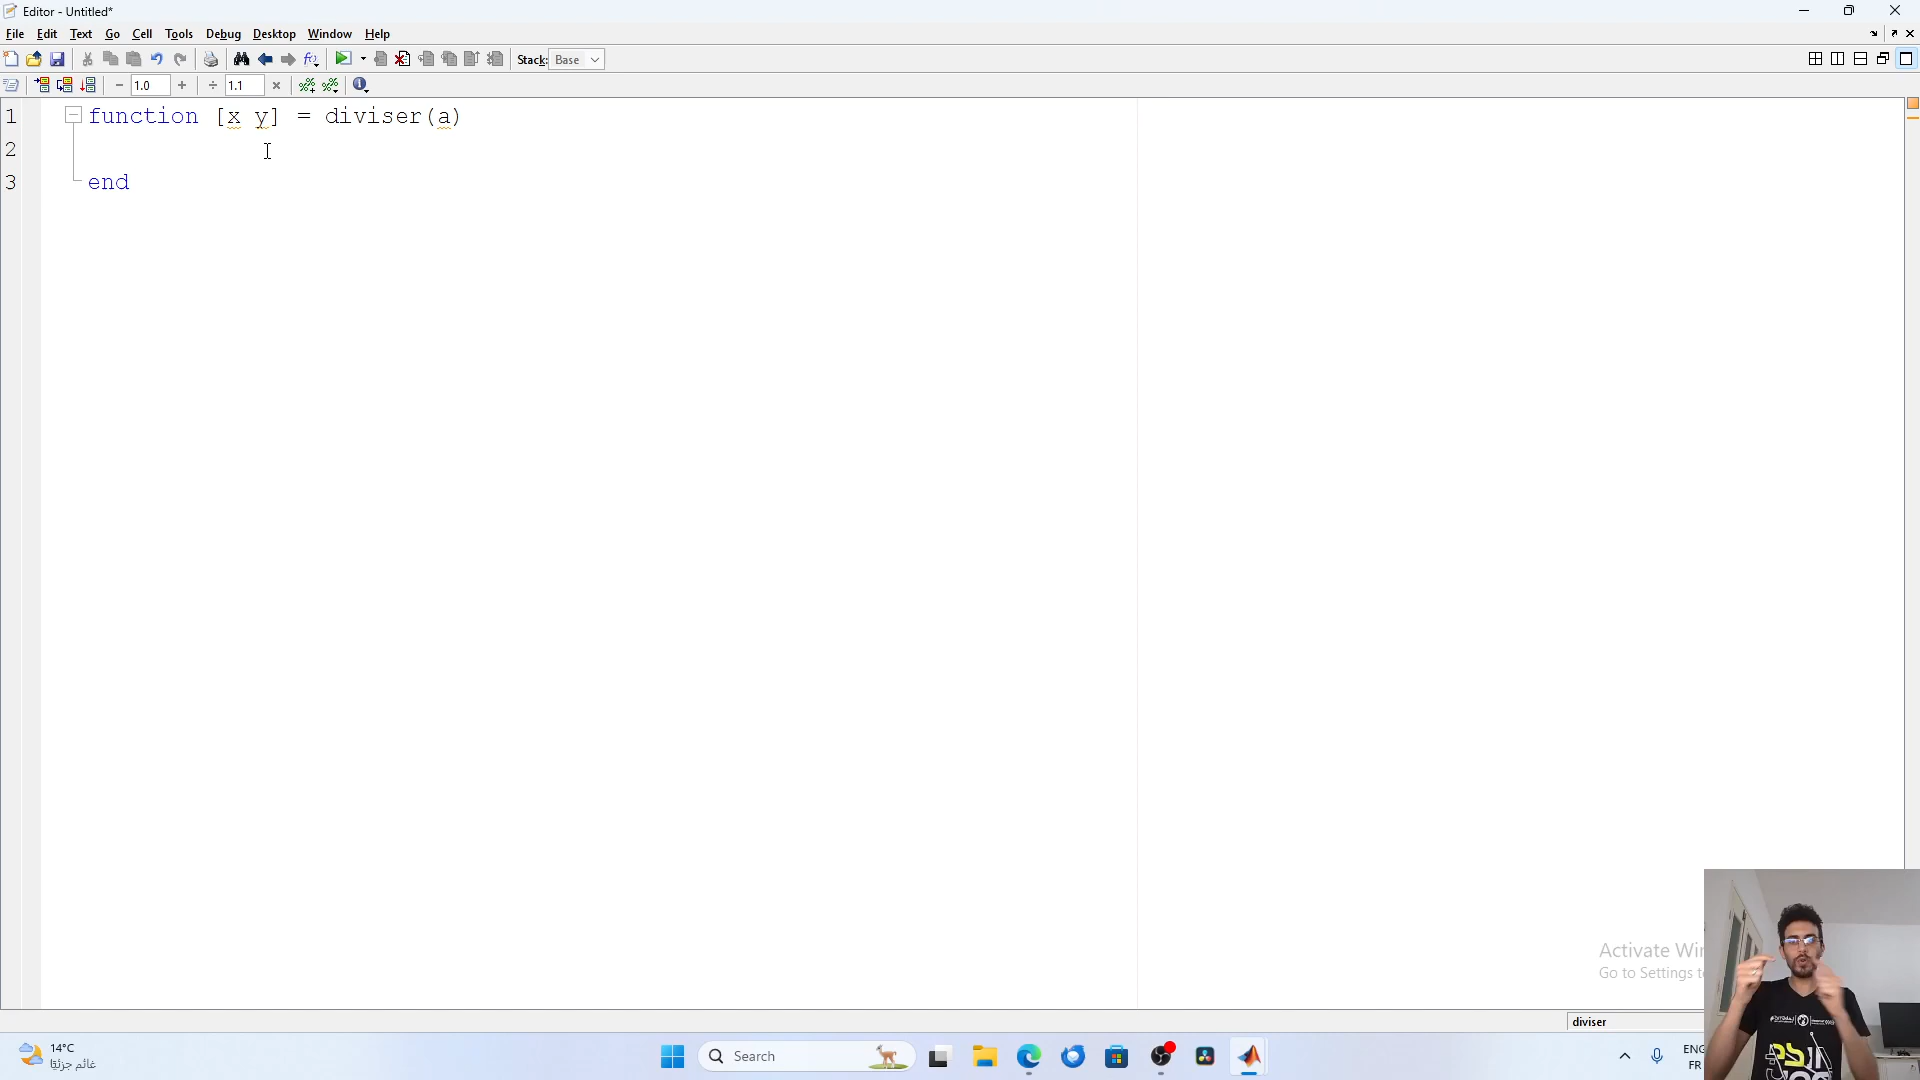 Editor - Untitled*
File Edit Text Go Cell Tools Debug Desktop Window Help
Stack: Base
1.0
1.1
1 function [x y] = diviser(a)
2
3 end
Activate Wi
Go to Settings t
diviser
14°C
غائم جزئيًا
Search
ENG
FR